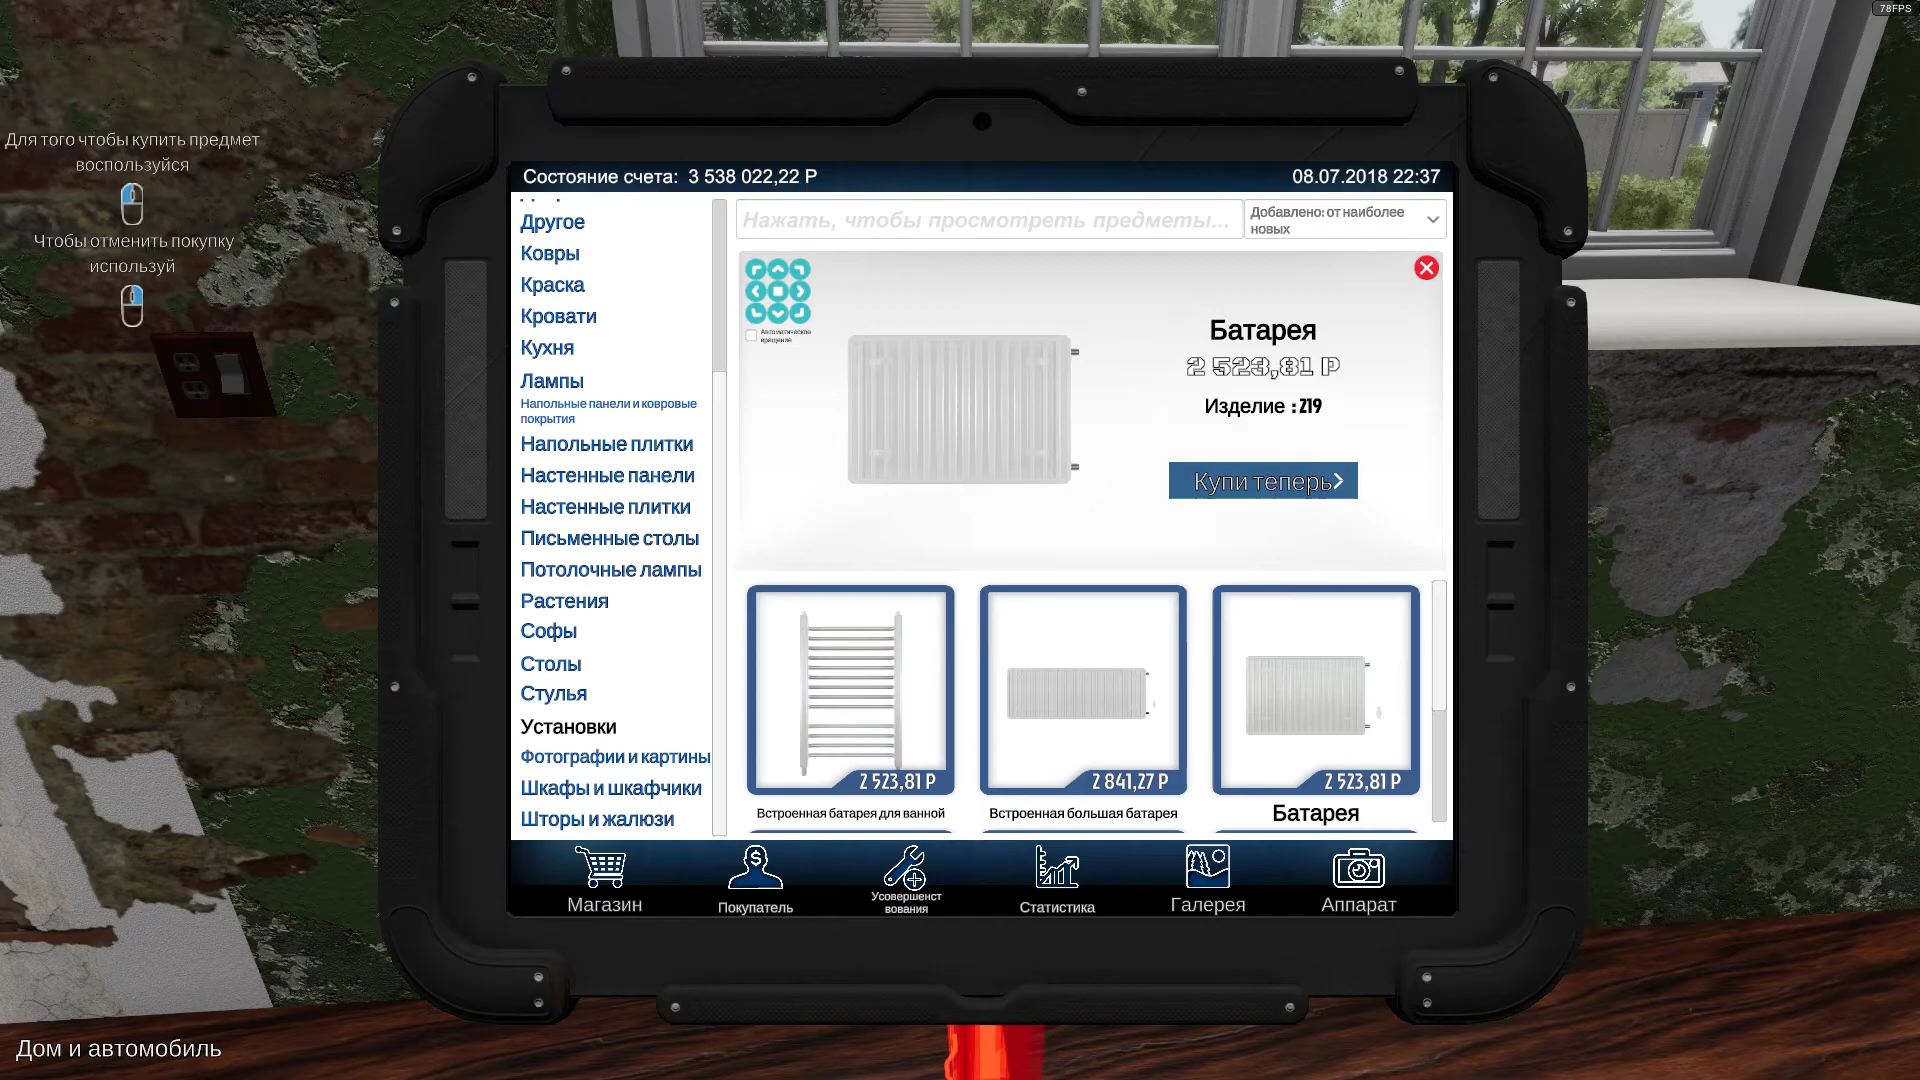 78FPS
Для того чтобы купить предмет
воспользуйся
Чтобы отменить покупку
используй
Состояние счета: 3 538 022,22 Р
08.07.2018 22:37
Другое
Ковры
Краска
Кровати
Кухня
Лампы
Напольные панели и ковровые
покрытия
Напольные плитки
Настенные панели
Настенные плитки
Письменные столы
Потолочные лампы
Растения
Софы
Столы
Стулья
Установки
Фотографии и картины
Шкафы и шкафчики
Шторы и жалюзи
Нажать, чтобы просмотреть предметы...
Добавлено: от наиболее
новых
Автоматическое
вращение
Батарея
2 523,81 Р
Изделие : Z19
Купи теперь
2 523,81 Р
2 841,27 Р
2 523,81 Р
Встроенная батарея для ванной
Встроенная большая батарея
Батарея
Магазин
Покупатель
Усовершенст
вования
Статистика
Галерея
Аппарат
Дом и автомобиль